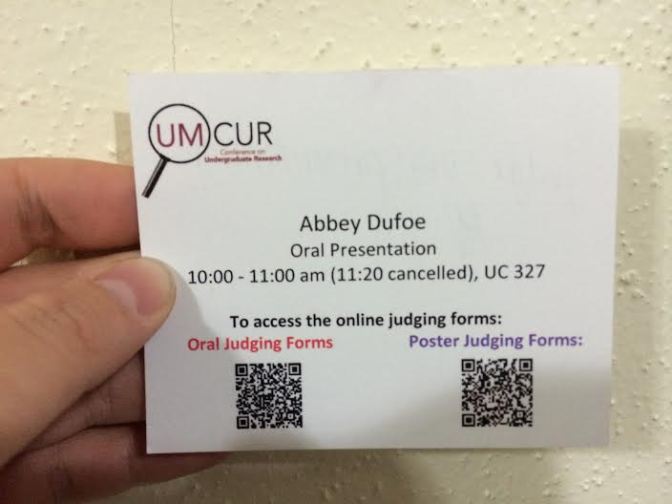 UMCUR
Conference on
Undergraduate Research
Abbey Dufoe
Oral Presentation
10:00 - 11:00 am (11:20 cancelled), UC 327
To access the online judging forms:
Oral Judging Forms Poster Judging Forms: